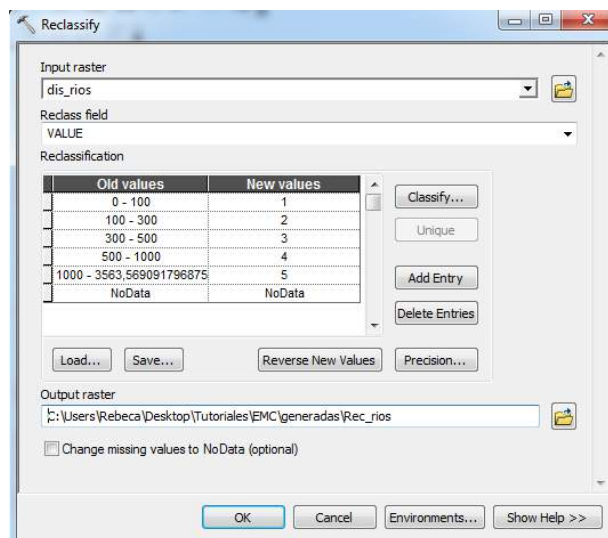 Reclassify
Input raster
dis_rios
Reclass field
VALUE
Reclassification
Old values New values
0 - 100 1
100 - 300 2
300 - 500 3
500 - 1000 4
1000 - 3563,569091796875 5
NoData NoData
Classify...
Unique
Add Entry
Delete Entries
Load... Save... Reverse New Values Precision...
Output raster
C:\Users\Rebeca\Desktop\Tutoriales\EMC\generadas\Rec_rios
Change missing values to NoData (optional)
OK Cancel Environments... Show Help >>